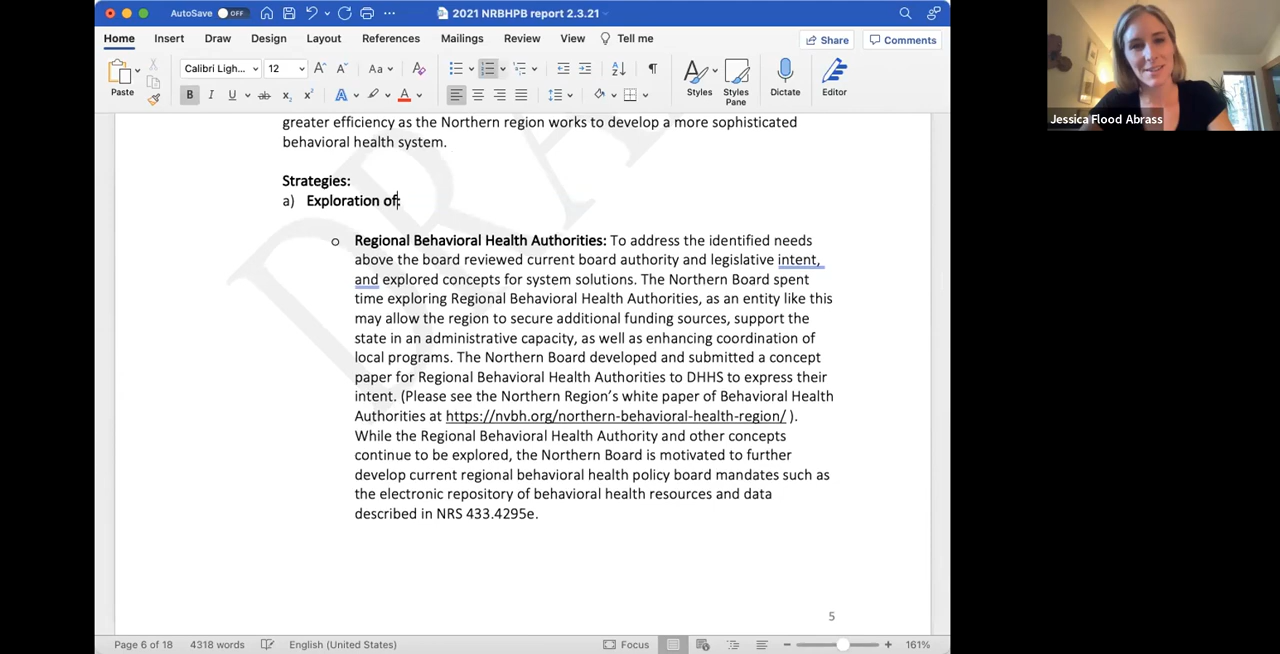 AutoSave OFF
2021 NRBHPB report 2.3.21
Home Insert Draw Design Layout References Mailings Review View Tell me
Share Comments
Calibri Ligh... 12 Aa
Paste
B I U ab x₂ x² A A
Styles Styles Pane Dictate Editor
greater efficiency as the Northern region works to develop a more sophisticated
behavioral health system.
Strategies:
a) Exploration of:
o Regional Behavioral Health Authorities: To address the identified needs
above the board reviewed current board authority and legislative intent,
and explored concepts for system solutions. The Northern Board spent
time exploring Regional Behavioral Health Authorities, as an entity like this
may allow the region to secure additional funding sources, support the
state in an administrative capacity, as well as enhancing coordination of
local programs. The Northern Board developed and submitted a concept
paper for Regional Behavioral Health Authorities to DHHS to express their
intent. (Please see the Northern Region’s white paper of Behavioral Health
Authorities at https://nvbh.org/northern-behavioral-health-region/ ).
While the Regional Behavioral Health Authority and other concepts
continue to be explored, the Northern Board is motivated to further
develop current regional behavioral health policy board mandates such as
the electronic repository of behavioral health resources and data
described in NRS 433.4295e.
5
Page 6 of 18 4318 words English (United States) Focus 161%
Jessica Flood Abrass
DRA